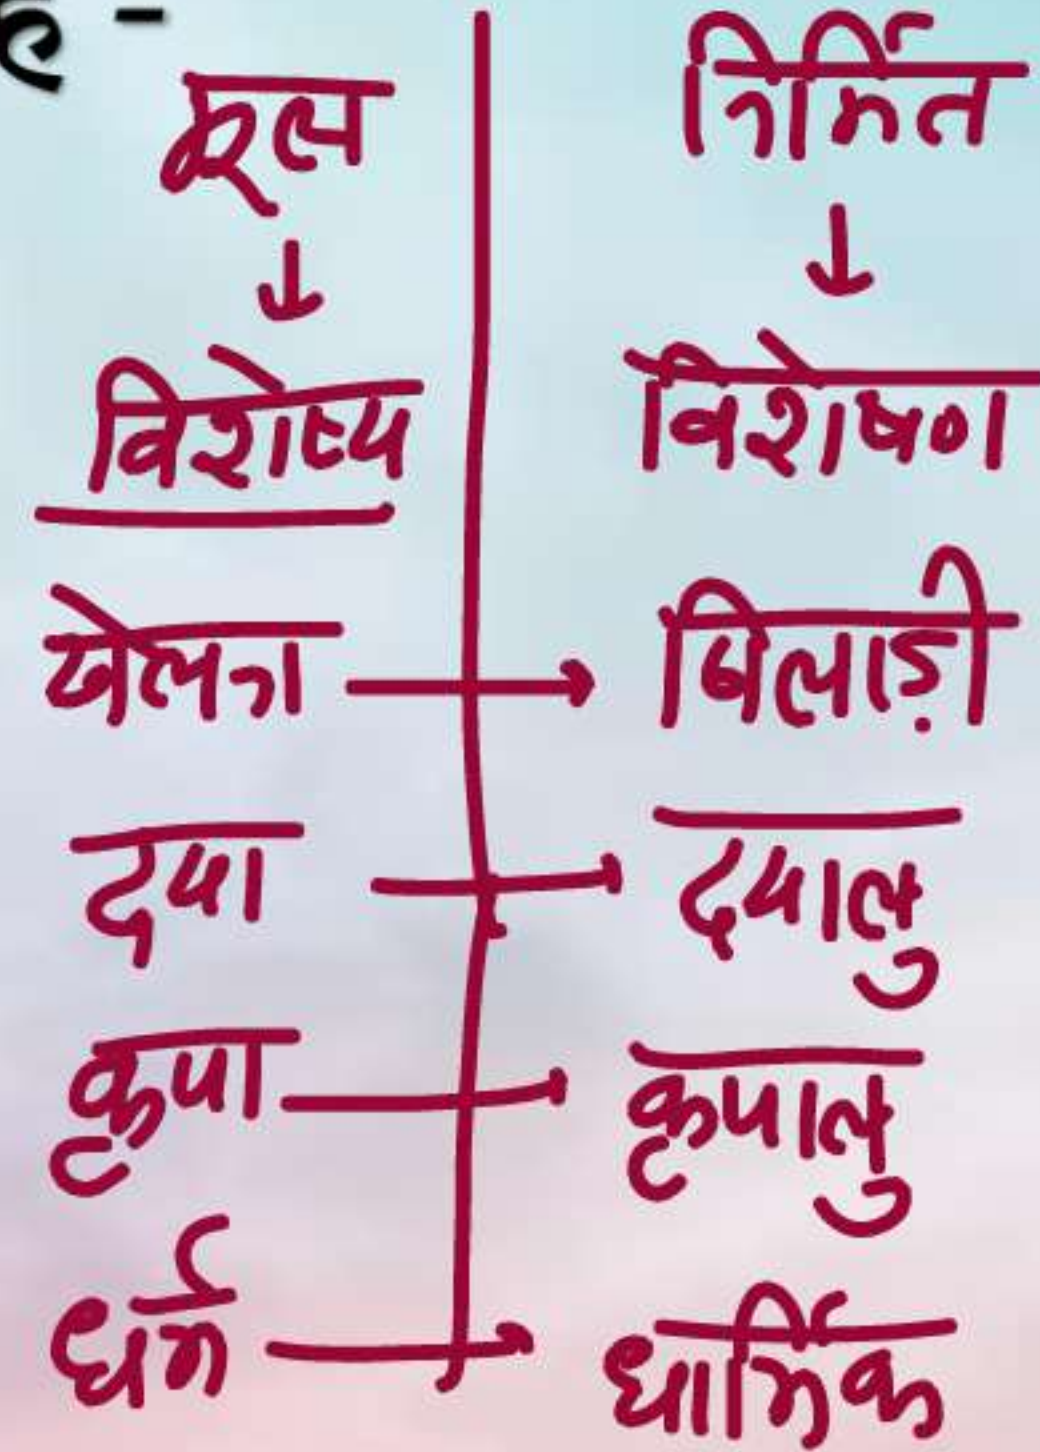 मूल निर्मित
↓ ↓
विशेष्य विशेषण
खेलना → खिलाड़ी
दया → दयालु
कृपा → कृपालु
धर्म → धार्मिक